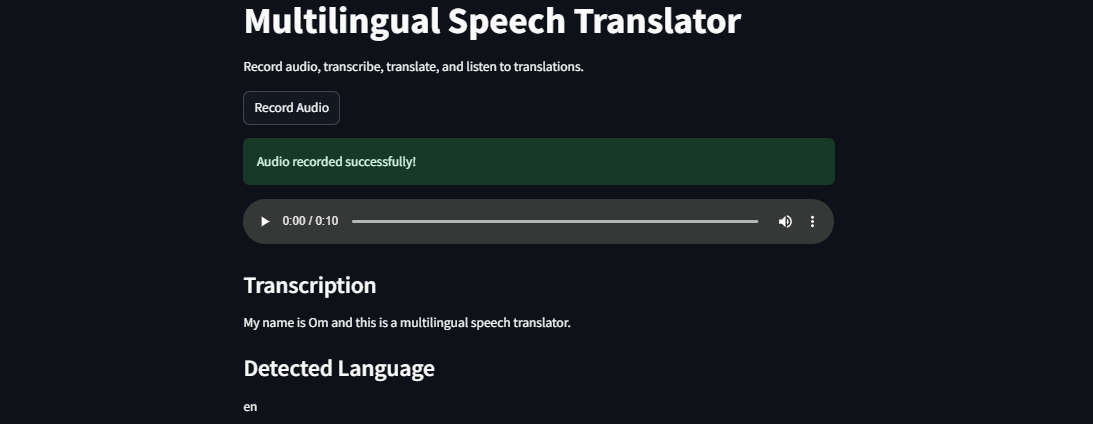 Multilingual Speech Translator
Record audio, transcribe, translate, and listen to translations.
Record Audio
Audio recorded successfully!
0:00 / 0:10
Transcription
My name is Om and this is a multilingual speech translator.
Detected Language
en